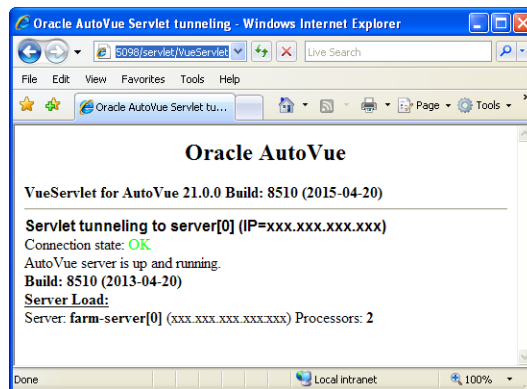 Oracle AutoVue Servlet tunneling - Windows Internet Explorer
5098/servlet/VueServlet
Live Search
File Edit View Favorites Tools Help
Oracle AutoVue Servlet tu...
Page Tools
Oracle AutoVue
VueServlet for AutoVue 21.0.0 Build: 8510 (2015-04-20)
Servlet tunneling to server[0] (IP=xxx.xxx.xxx.xxx)
Connection state: OK
AutoVue server is up and running.
Build: 8510 (2013-04-20)
Server Load:
Server: farm-server[0] (xxx.xxx.xxx.xxx:xxx) Processors: 2
Done Local intranet 100%